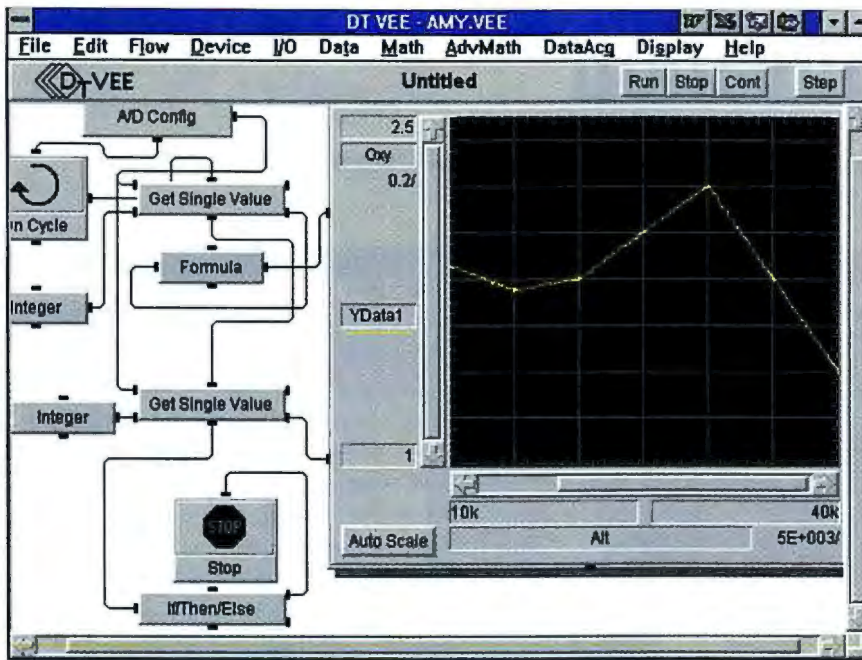 DT VEE - AMY.VEE
File Edit Flow Device I/O Data Math AdvMath DataAcq Display Help
DTVEE Untitled Run Stop Cont Step
A/D Config
Get Single Value
n Cycle
Formula
Integer
Get Single Value
Integer
STOP
Stop
If/Then/Else
2.5
Oxy
0.2/
YData1
1
10k 40k
Auto Scale Alt 5E+003/